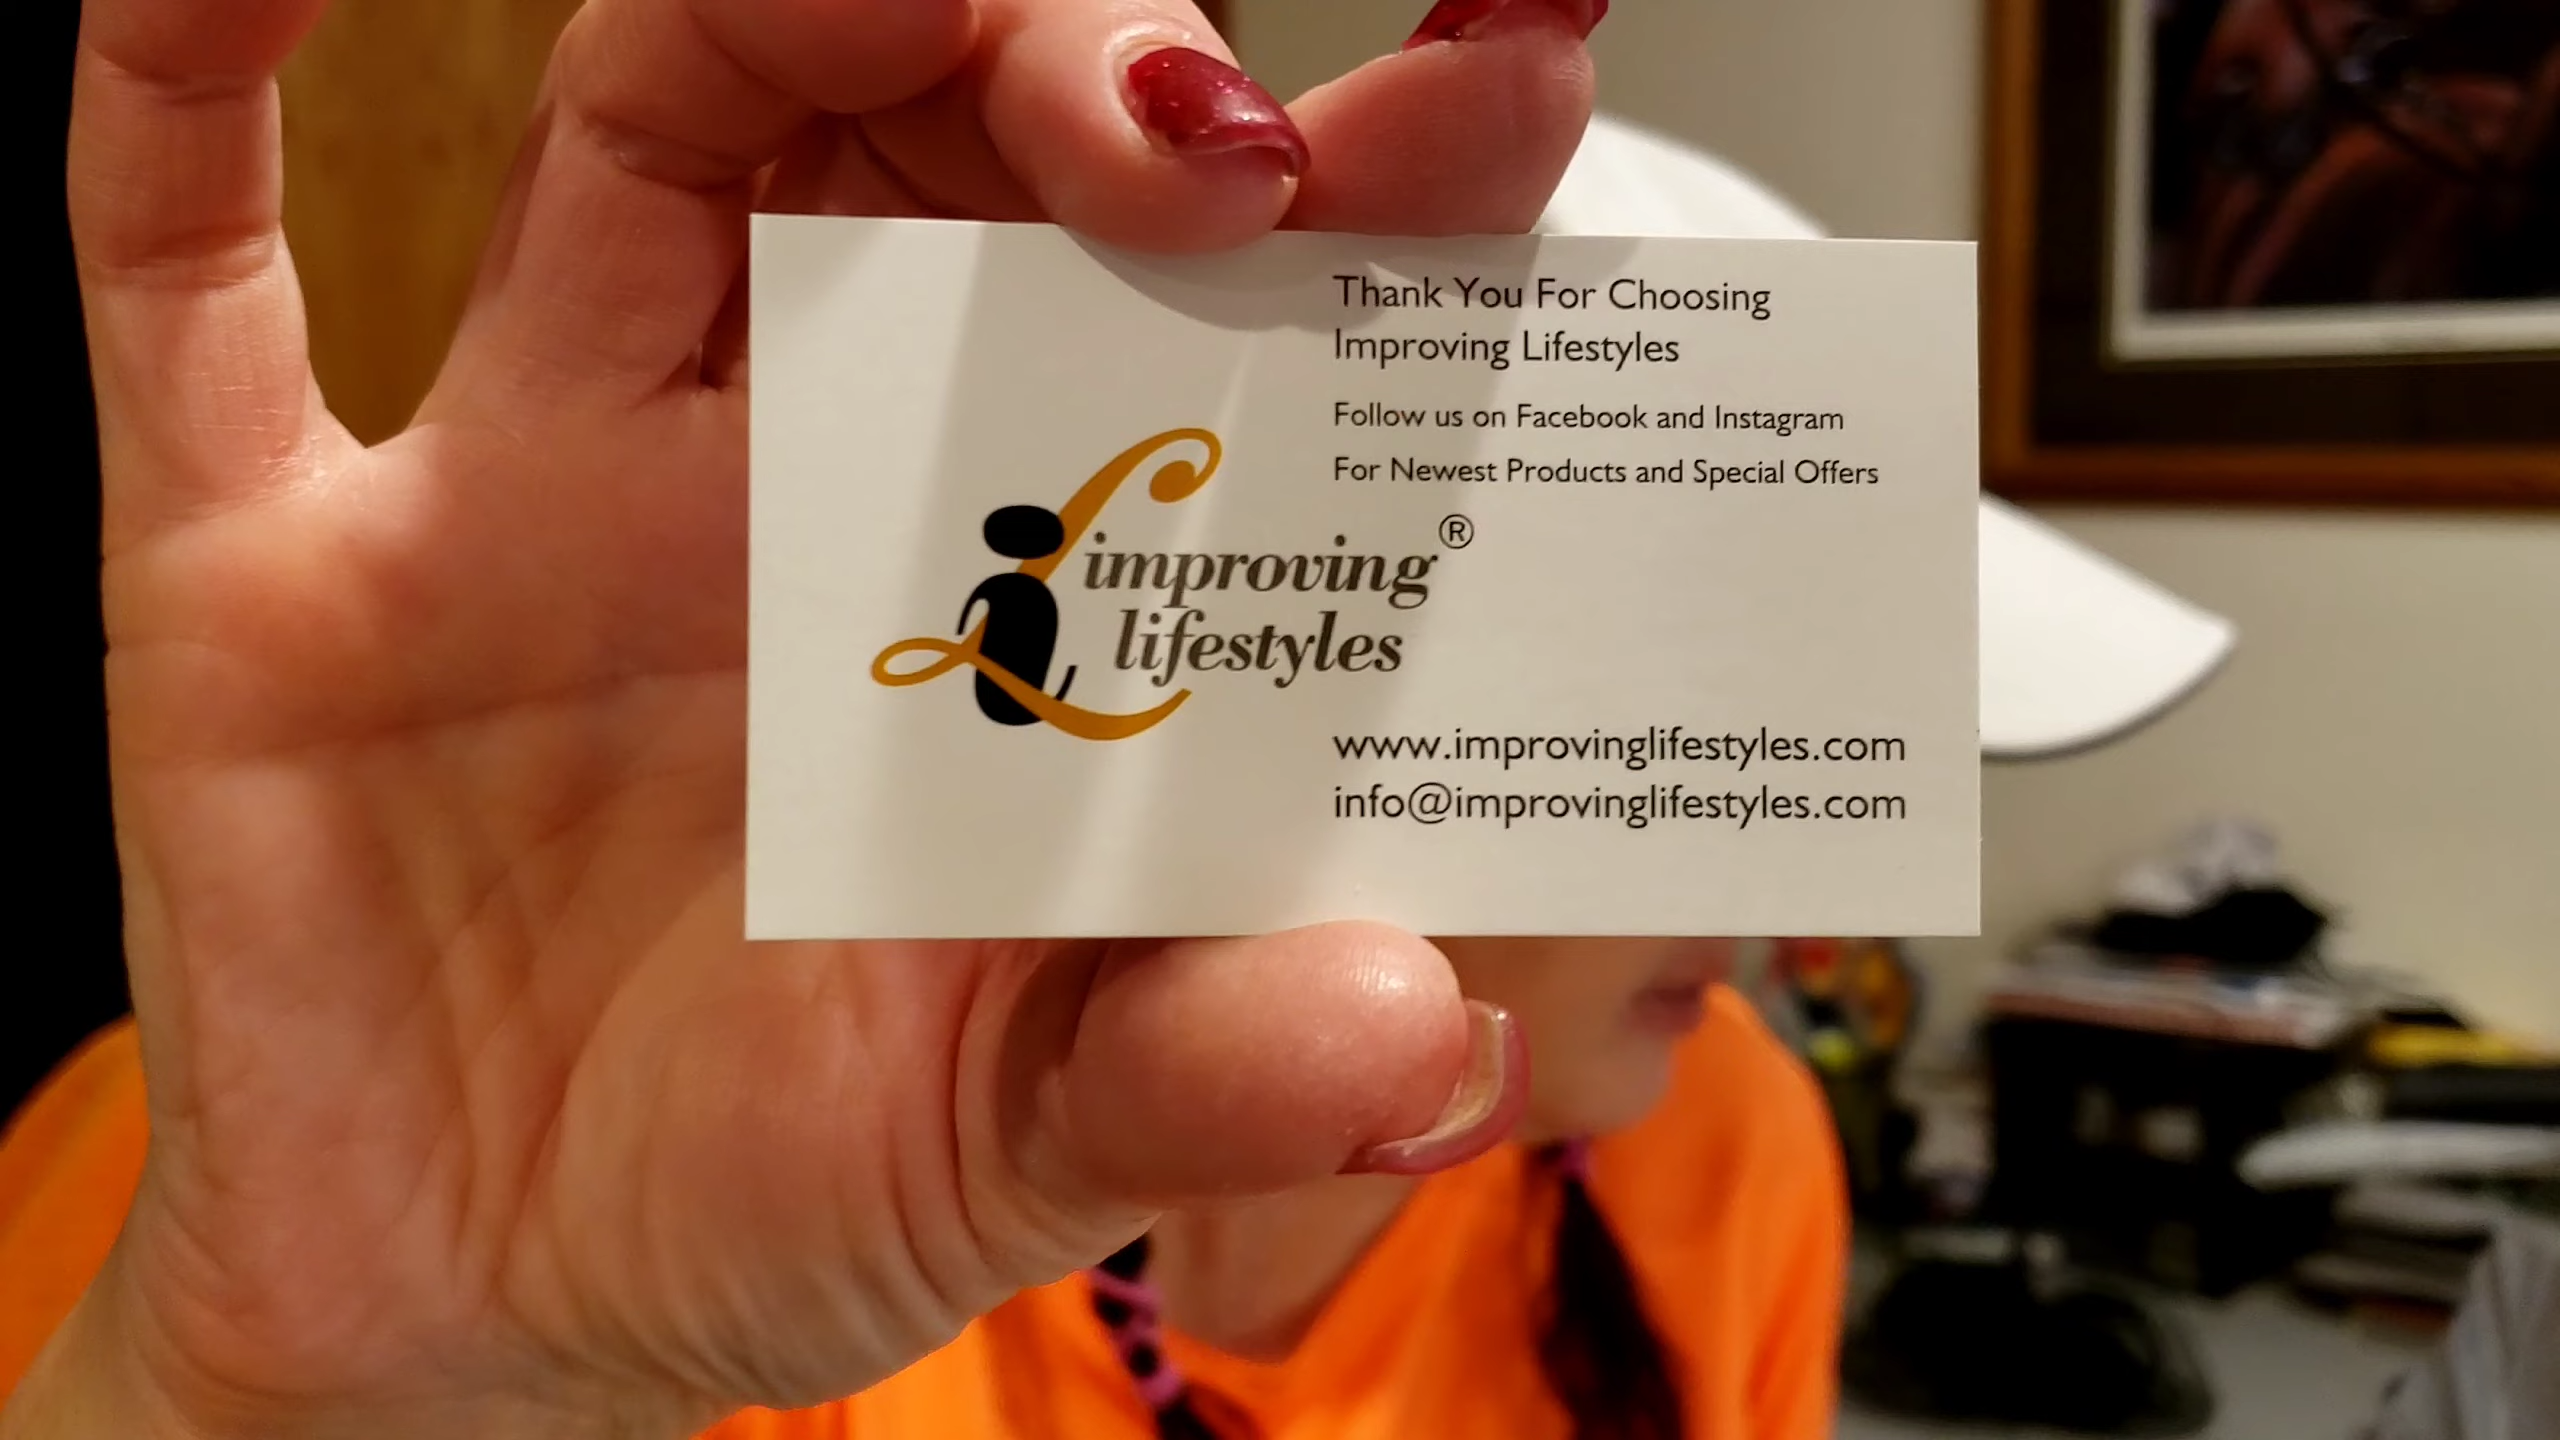 Thank You For Choosing
Improving Lifestyles
Follow us on Facebook and Instagram
For Newest Products and Special Offers
improving®
lifestyles
www.improvinglifestyles.com
info@improvinglifestyles.com